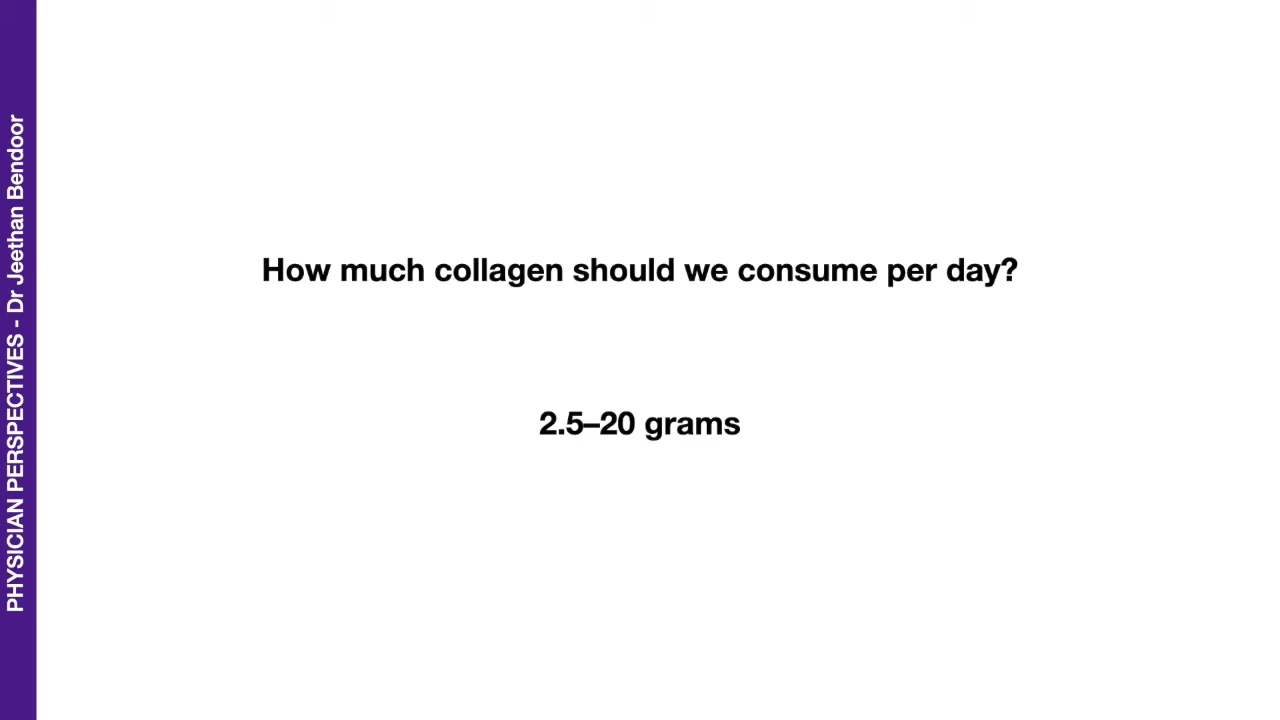 PHYSICIAN PERSPECTIVES - Dr Jeethan Bendoor
How much collagen should we consume per day?
2.5–20 grams